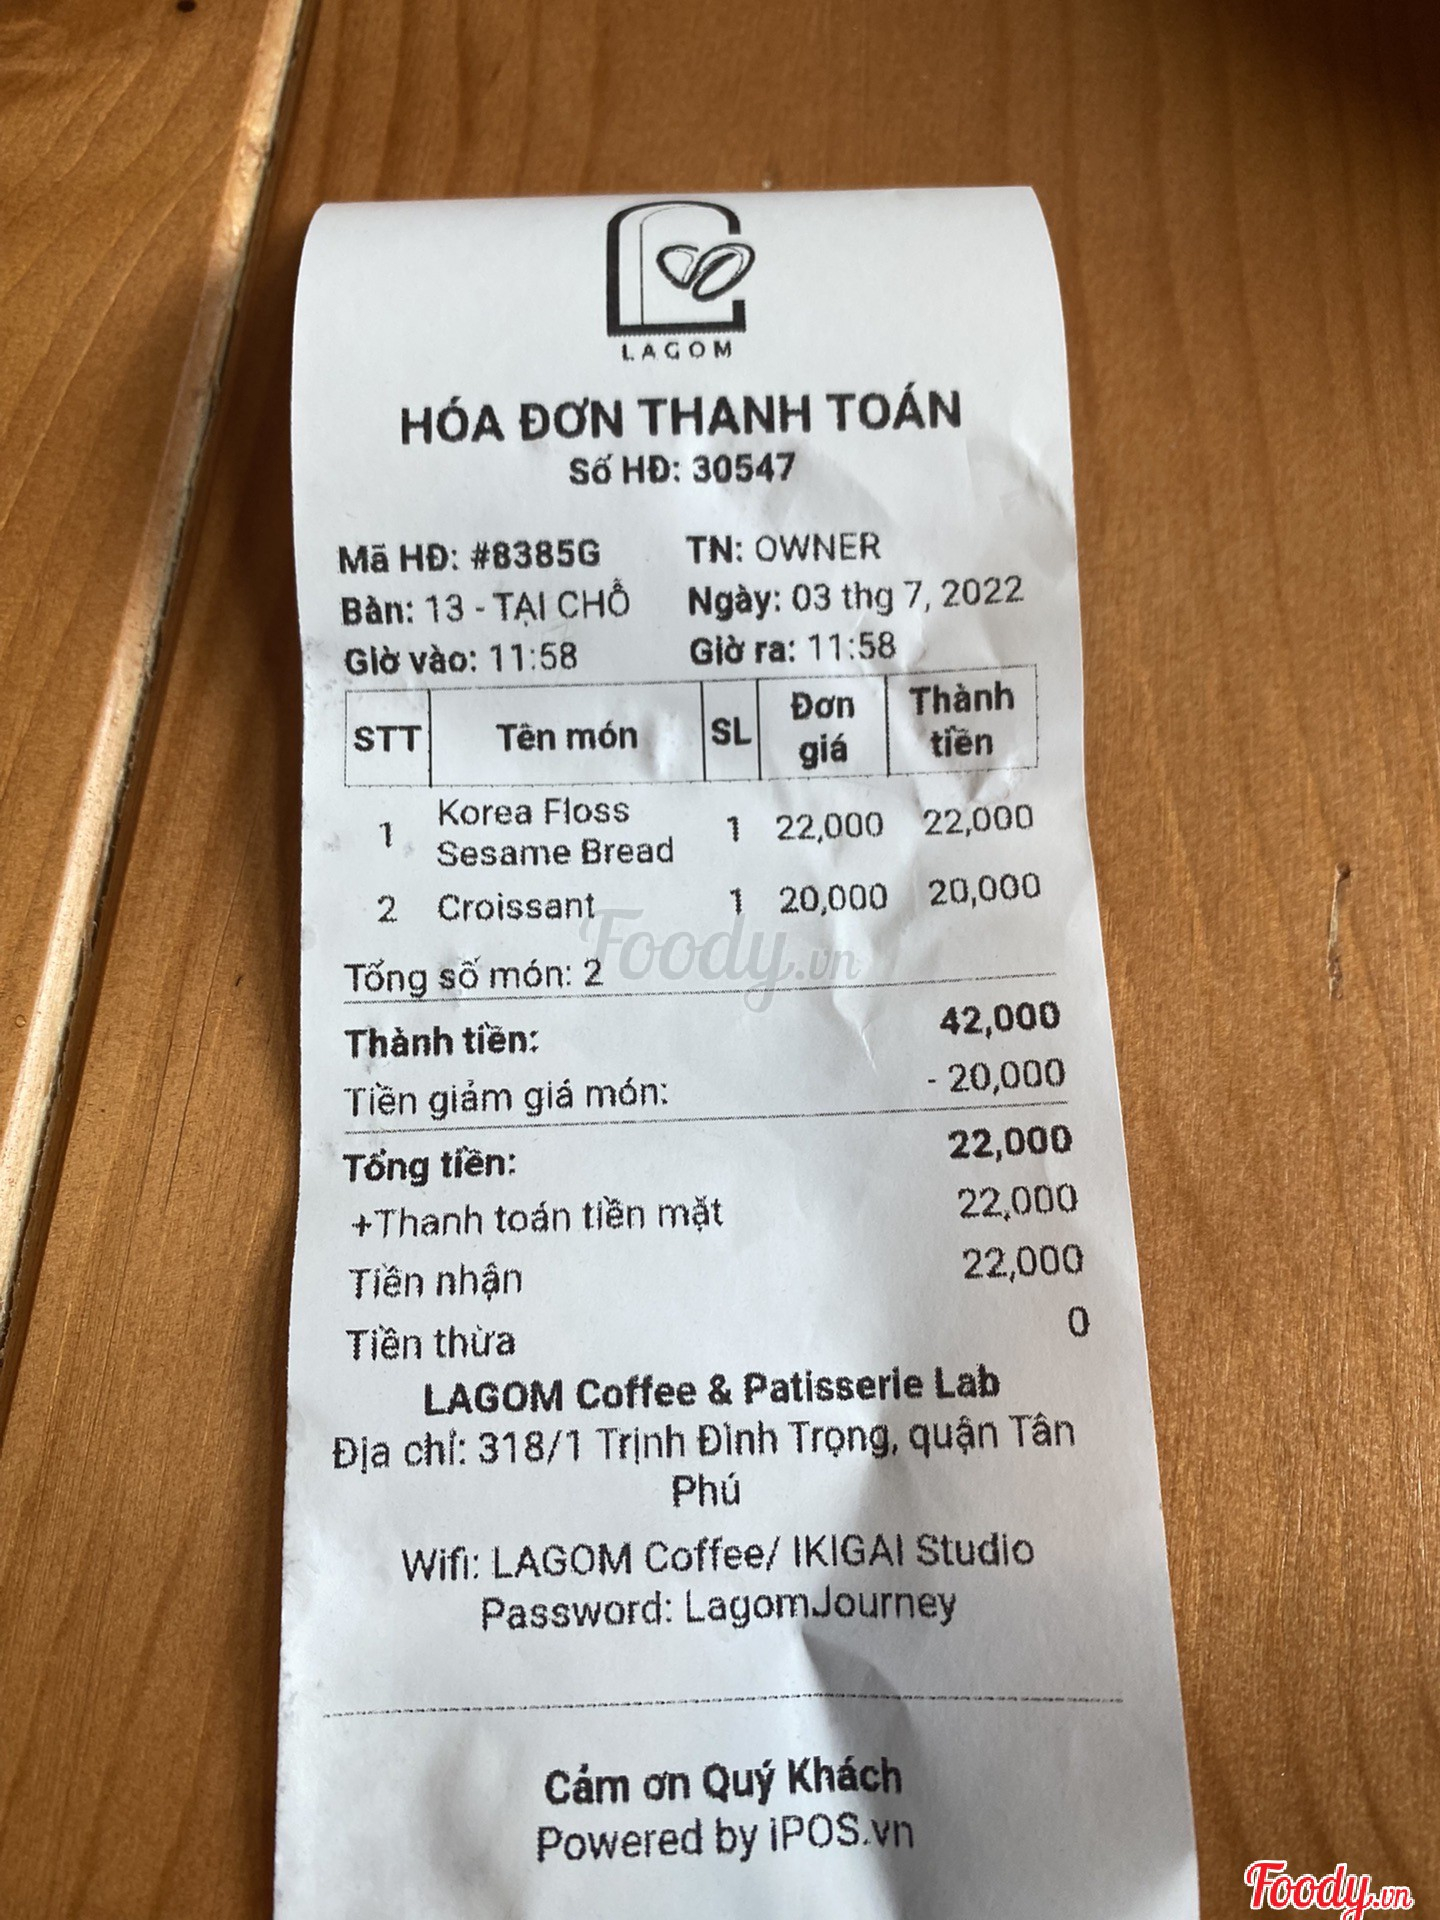 LAGOM
HÓA ĐƠN THANH TOÁN
Số HĐ: 30547
Mã HĐ: #8385G TN: OWNER
Bàn: 13 - TẠI CHỖ Ngày: 03 thg 7, 2022
Giờ vào: 11:58 Giờ ra: 11:58
STT Tên món SL Đơn giá Thành tiền
1 Korea Floss Sesame Bread 1 22,000 22,000
2 Croissant 1 20,000 20,000
Foody.vn
Tổng số món: 2
Thành tiền: 42,000
Tiền giảm giá món: - 20,000
Tổng tiền: 22,000
+Thanh toán tiền mặt 22,000
Tiền nhận 22,000
Tiền thừa 0
LAGOM Coffee & Patisserie Lab
Địa chỉ: 318/1 Trịnh Đình Trọng, quận Tân
Phú
Wifi: LAGOM Coffee/ IKIGAI Studio
Password: LagomJourney
Cảm ơn Quý Khách
Powered by iPOS.vn
Foody.vn